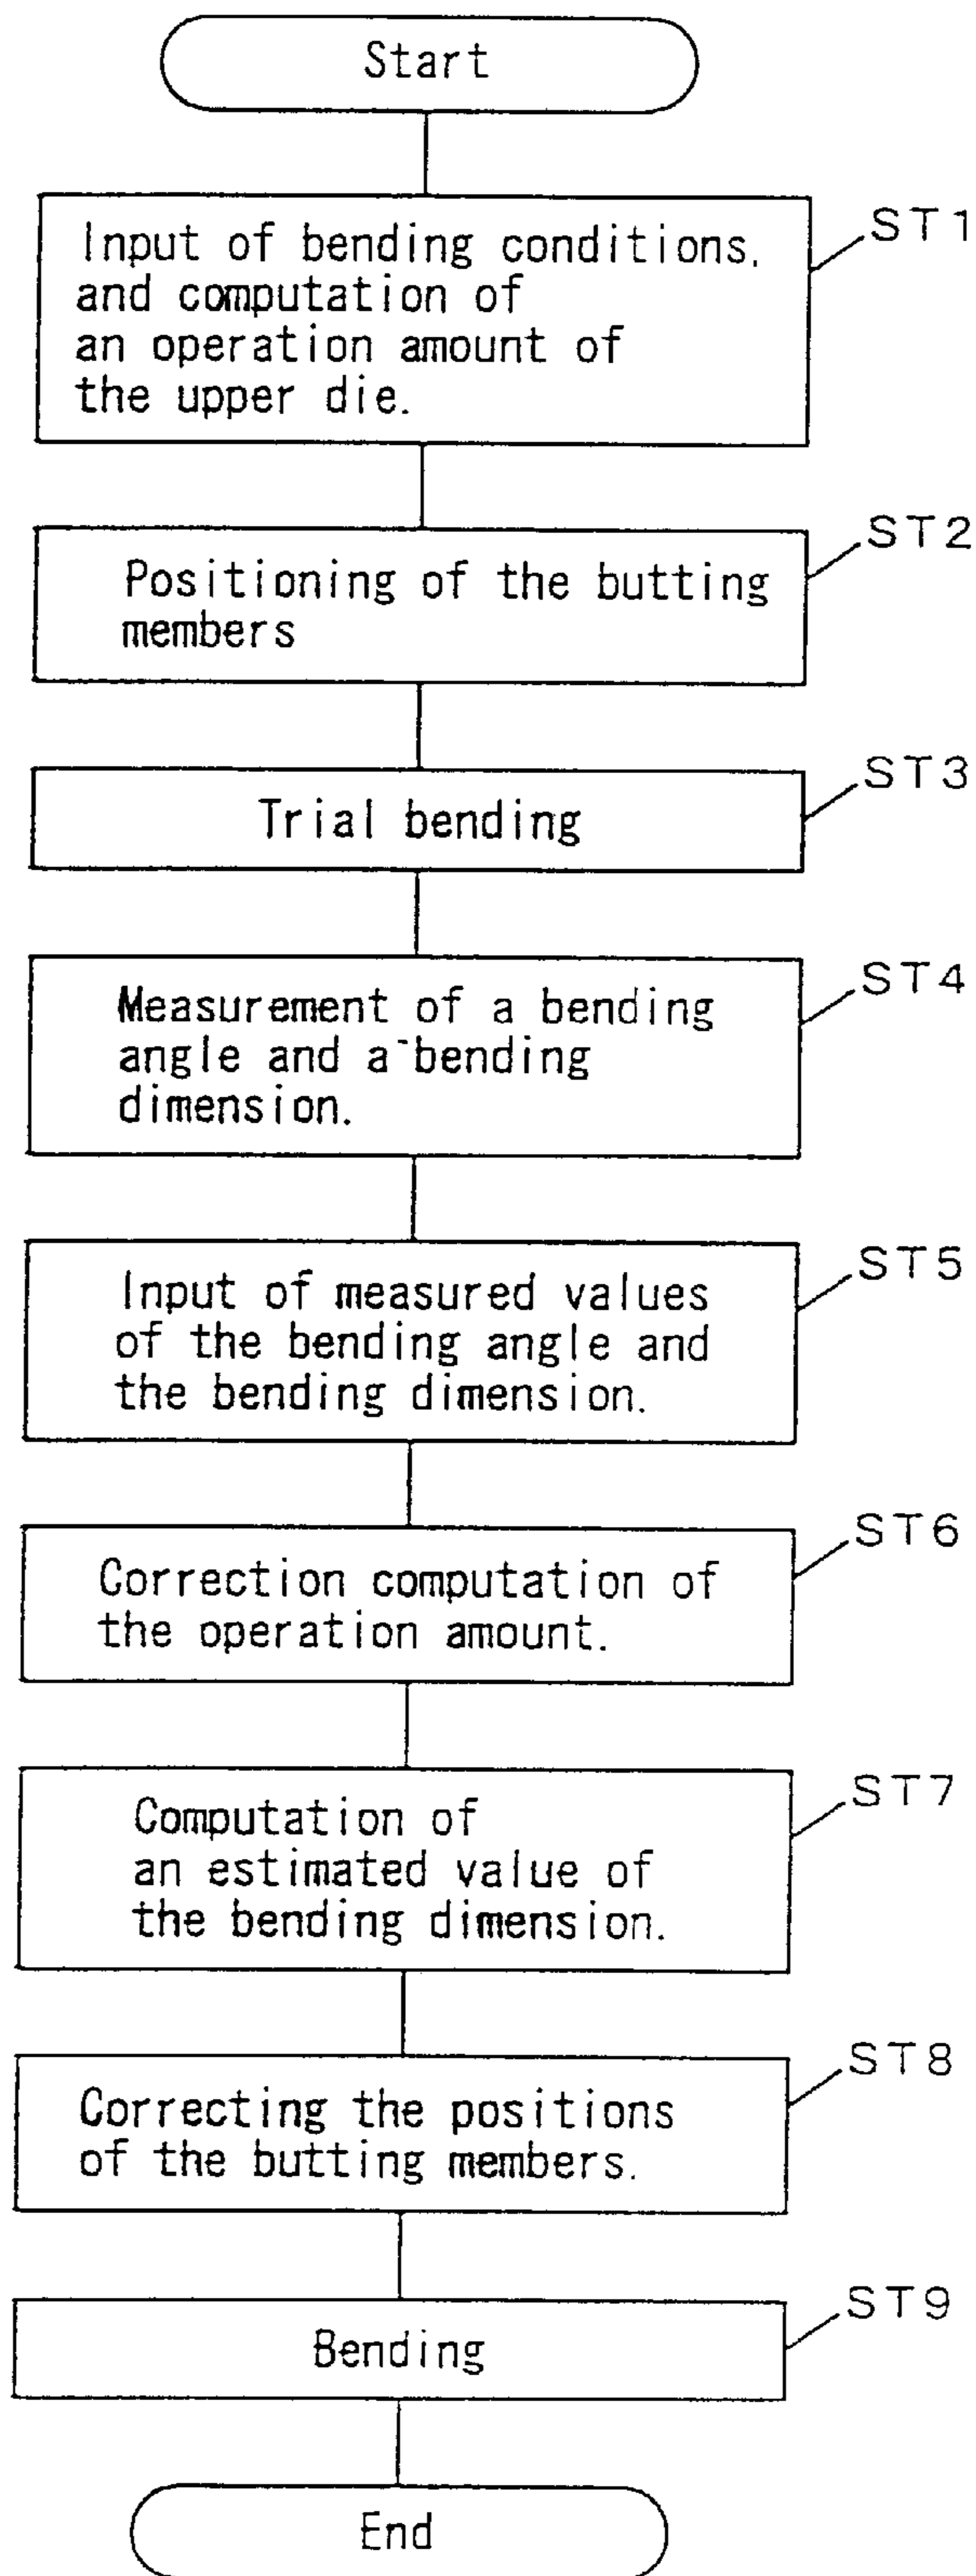 Start
ST1
Input of bending conditions,
and computation of
an operation amount of
the upper die.
ST2
Positioning of the butting
members
ST3
Trial bending
ST4
Measurement of a bending
angle and a bending
dimension.
ST5
Input of measured values
of the bending angle and
the bending dimension.
ST6
Correction computation of
the operation amount.
ST7
Computation of
an estimated value of
the bending dimension.
ST8
Correcting the positions
of the butting members.
ST9
Bending
End